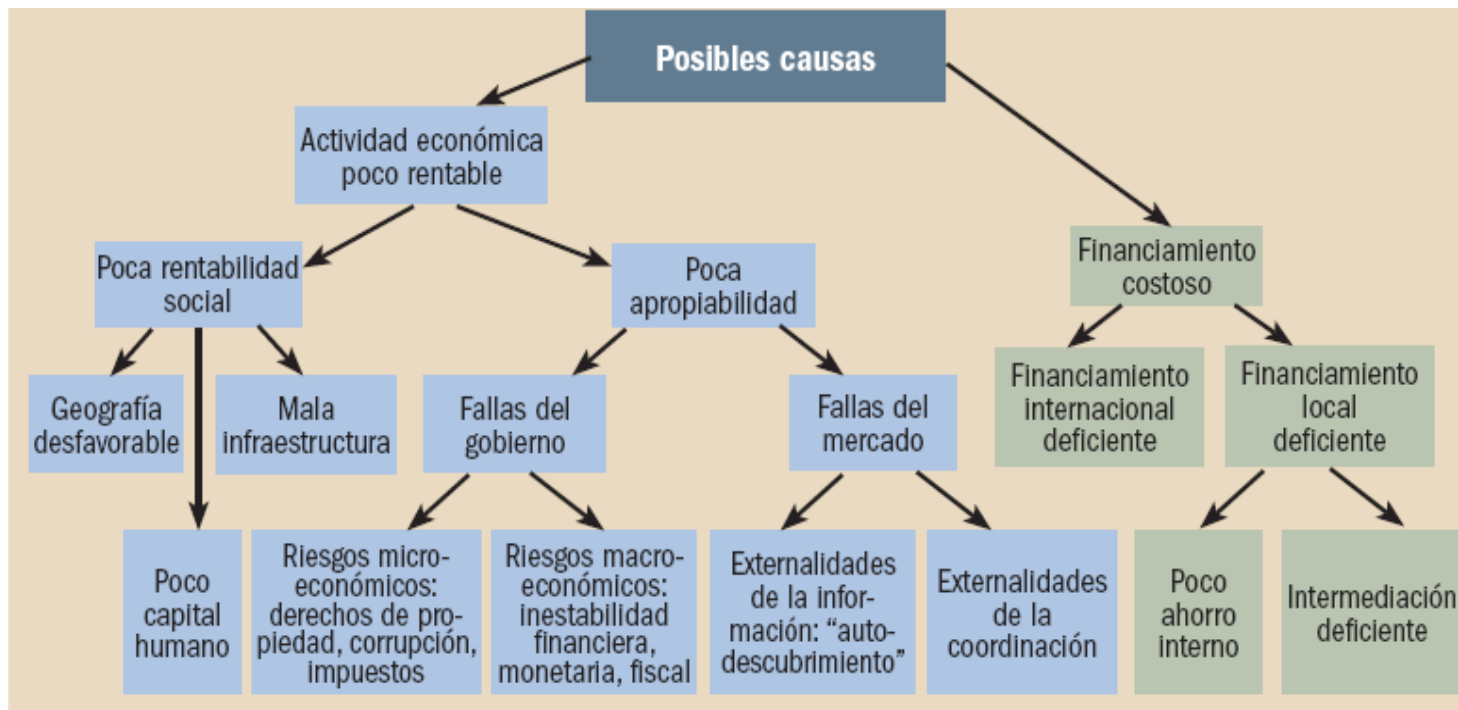 Posibles causas
Actividad económica
poco rentable
Poca rentabilidad
social
Poca
apropiabilidad
Financiamiento
costoso
Geografía
desfavorable
Mala
infraestructura
Fallas del
gobierno
Fallas del
mercado
Financiamiento
internacional
deficiente
Financiamiento
local
deficiente
Poco
capital
humano
Riesgos micro-
económicos:
derechos de pro-
piedad, corrupción,
impuestos
Riesgos macro-
económicos:
inestabilidad
financiera,
monetaria, fiscal
Externalidades
de la infor-
mación: “auto-
descubrimiento”
Externalidades
de la
coordinación
Poco
ahorro
interno
Intermediación
deficiente